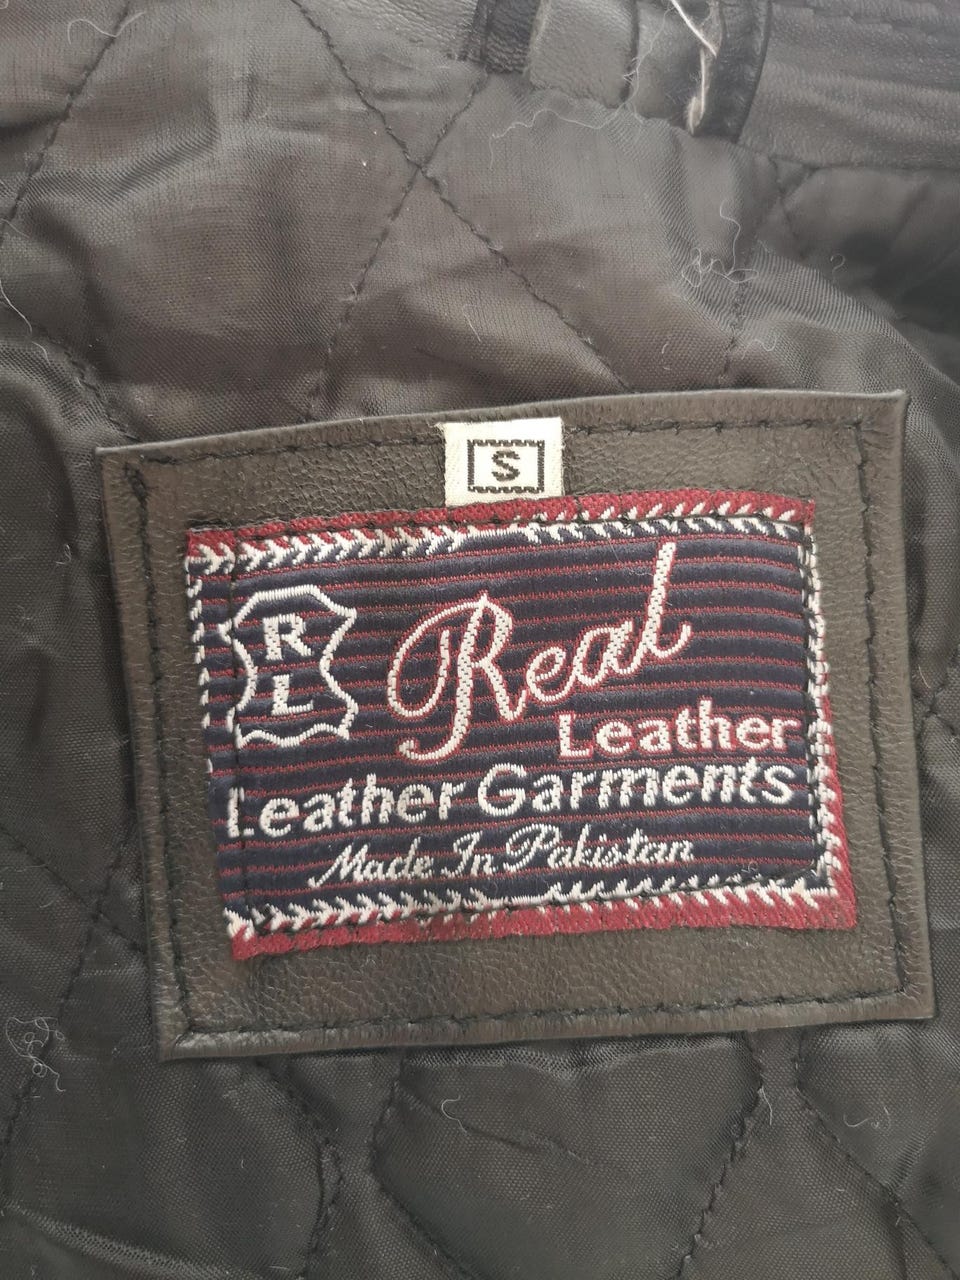 S
R
L
Real
Leather
Leather Garments
Made In Pakistan